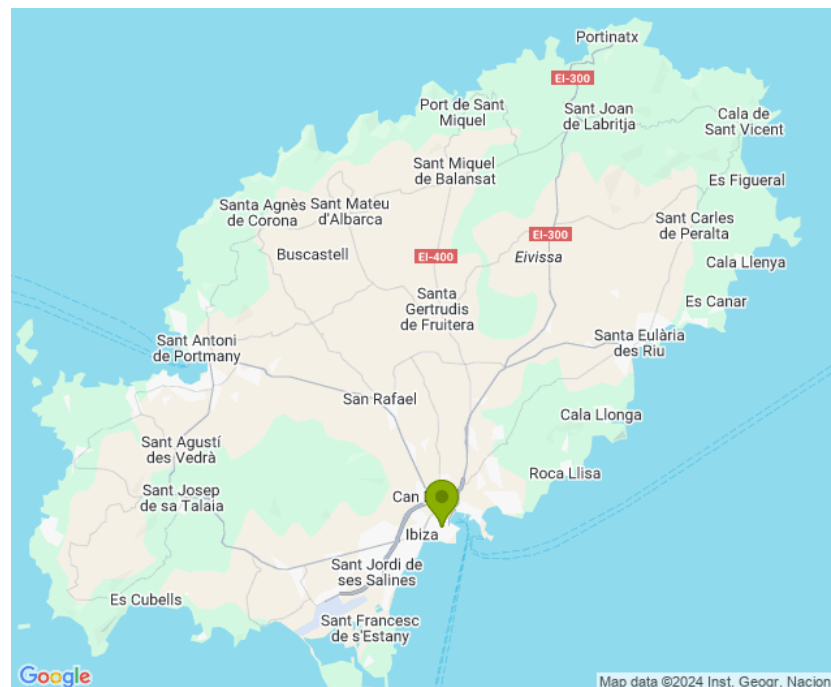 Portinatx
EI-300
Port de Sant
Miquel
Sant Joan
de Labritja
Cala de
Sant Vicent
Sant Miquel
de Balansat
Es Figueral
Santa Agnès
de Corona
Sant Mateu
d'Albarca
Sant Carles
de Peralta
EI-300
Buscastell
EI-400
Eivissa
Cala Llenya
Santa
Gertrudis
de Fruitera
Es Canar
Sant Antoni
de Portmany
Santa Eulària
des Riu
San Rafael
Cala Llonga
Sant Agustí
des Vedrà
Roca Llisa
Sant Josep
de sa Talaia
Can
Ibiza
Sant Jordi de
ses Salines
Es Cubells
Sant Francesc
de s'Estany
Google
Map data ©2024 Inst. Geogr. Nacion